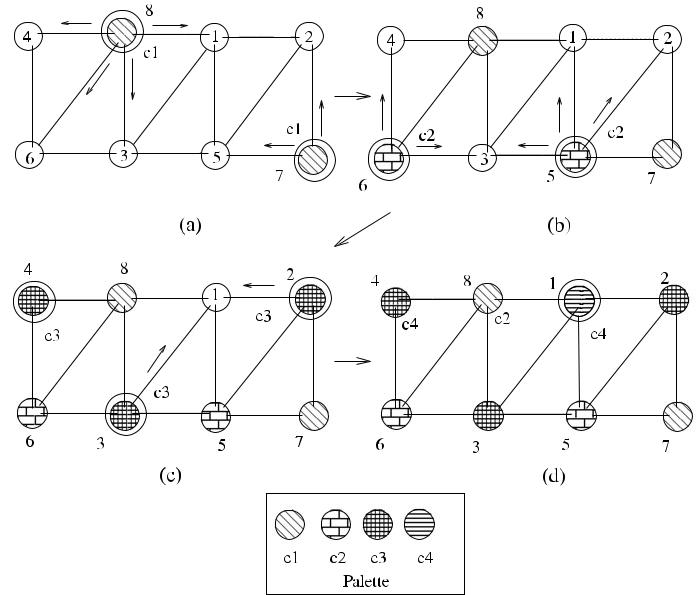 8
4 1 2
c1
c1
6 3 5
7
(a)
8
4 1 2
c2 c2
3
6 5 7
(b)
4 8 2
1
c3 c3
c3
6 3 5 7
(c)
4 8 1 2
c4 c2 c4
6 3 5 7
(d)
c1 c2 c3 c4
Palette